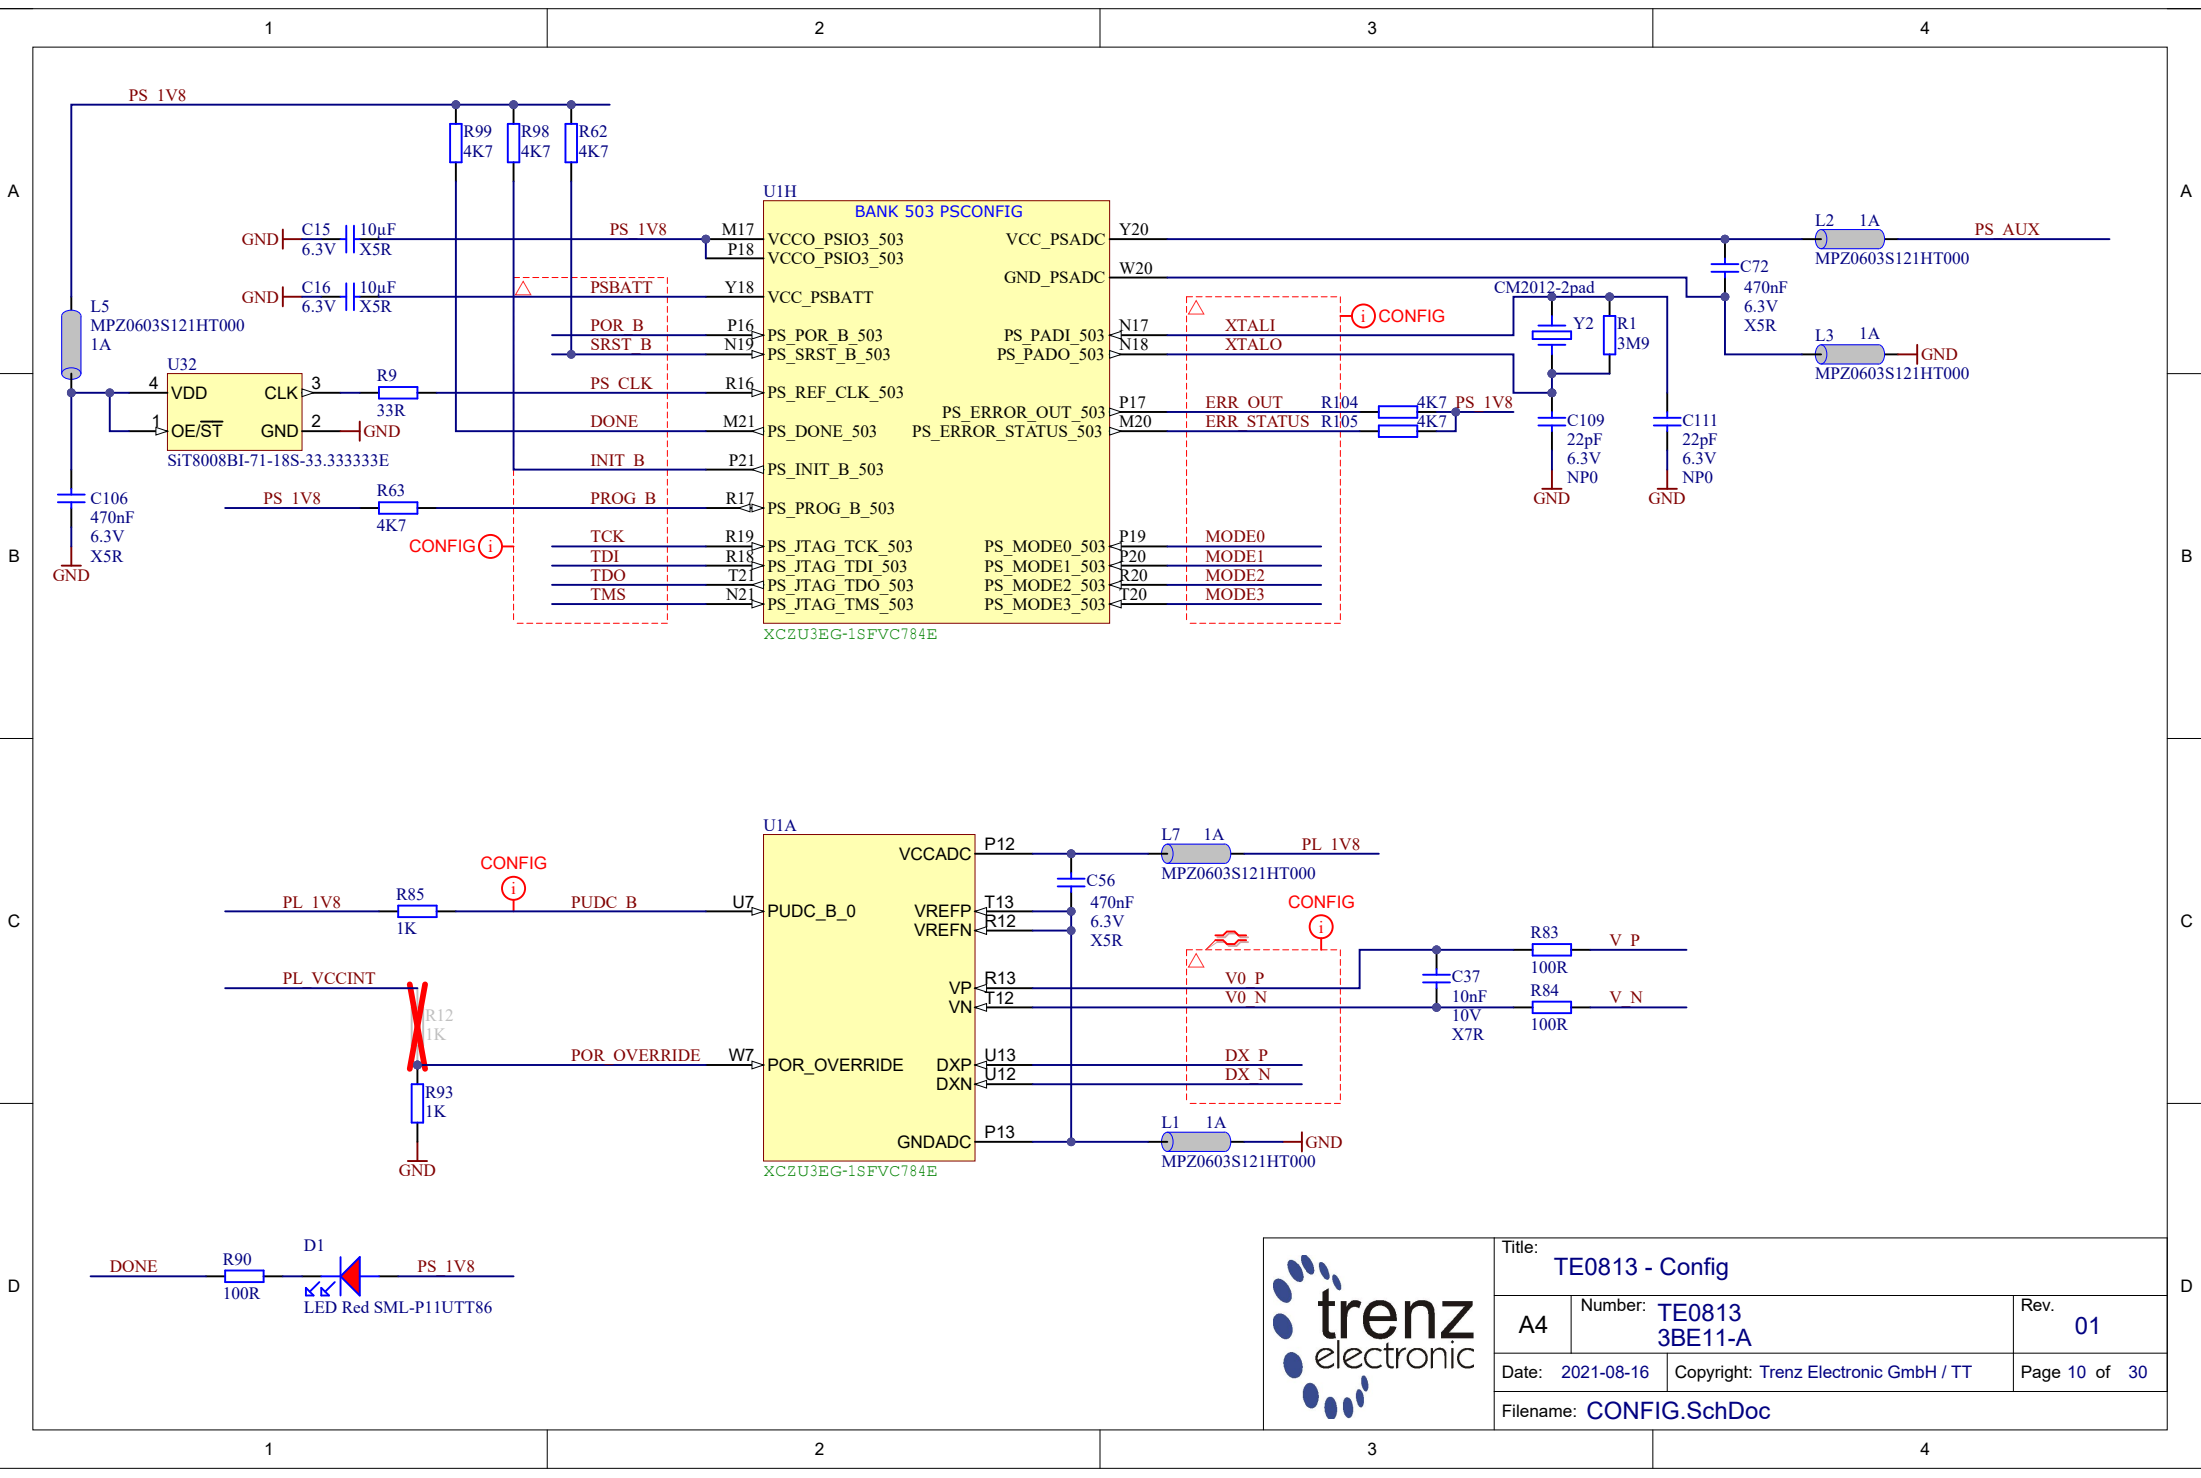 1
2
3
4
A
A
B
B
C
C
D
D
PS_1V8
R99
4K7
R98
4K7
R62
4K7
U1H
BANK 503 PSCONFIG
GND
C15
6.3V
10µF
X5R
PS_1V8
M17
P18
VCCO_PSIO3_503
VCCO_PSIO3_503
GND
C16
6.3V
10µF
X5R
PSBATT
Y18
VCC_PSBATT
L5
MPZ0603S121HT000
1A
POR_B
P16
PS_POR_B_503
SRST_B
N19
PS_SRST_B_503
U32
4
VDD
CLK
3
1
OE/ST
GND
2
GND
SiT8008BI-71-18S-33.333333E
R9
33R
PS_CLK
R16
PS_REF_CLK_503
DONE
M21
PS_DONE_503
INIT_B
P21
PS_INIT_B_503
C106
470nF
6.3V
X5R
GND
PS_1V8
R63
4K7
PROG_B
R17
PS_PROG_B_503
CONFIG
i
TCK
R19
PS_JTAG_TCK_503
TDI
R18
PS_JTAG_TDI_503
TDO
T21
PS_JTAG_TDO_503
TMS
N21
PS_JTAG_TMS_503
XCZU3EG-1SFVC784E
VCC_PSADC
Y20
GND_PSADC
W20
L2 1A
MPZ0603S121HT000
PS_AUX
C72
470nF
6.3V
X5R
L3 1A
GND
MPZ0603S121HT000
CM2012-2pad
i
CONFIG
PS_PADI_503
N17
XTALI
PS_PADO_503
N18
XTALO
Y2
R1
3M9
PS_ERROR_OUT_503
P17
ERR_OUT
R104
4K7
PS_1V8
PS_ERROR_STATUS_503
M20
ERR_STATUS
R105
4K7
C109
22pF
6.3V
NP0
GND
C111
22pF
6.3V
NP0
GND
PS_MODE0_503
P19
MODE0
PS_MODE1_503
P20
MODE1
PS_MODE2_503
R20
MODE2
PS_MODE3_503
T20
MODE3
U1A
PL_1V8
R85
1K
CONFIG
i
PUDC_B
U7
PUDC_B_0
PL_VCCINT
R12
1K
POR_OVERRIDE
W7
POR_OVERRIDE
R93
1K
GND
XCZU3EG-1SFVC784E
VCCADC
P12
L7 1A
MPZ0603S121HT000
PL_1V8
C56
470nF
6.3V
X5R
VREFP
T13
VREFN
R12
CONFIG
i
VP
R13
V0_P
VN
T12
V0_N
C37
10nF
10V
X7R
R83
100R
V_P
R84
100R
V_N
DXP
U13
DX_P
DXN
U12
DX_N
GNDADC
P13
L1 1A
GND
MPZ0603S121HT000
DONE
R90
100R
D1
PS_1V8
LED Red SML-P11UTT86
trenz
electronic
Title:
TE0813 - Config
A4
Number:
TE0813
3BE11-A
Rev.
01
Date: 2021-08-16
Copyright: Trenz Electronic GmbH / TT
Page 10 of 30
Filename: CONFIG.SchDoc
1
2
3
4